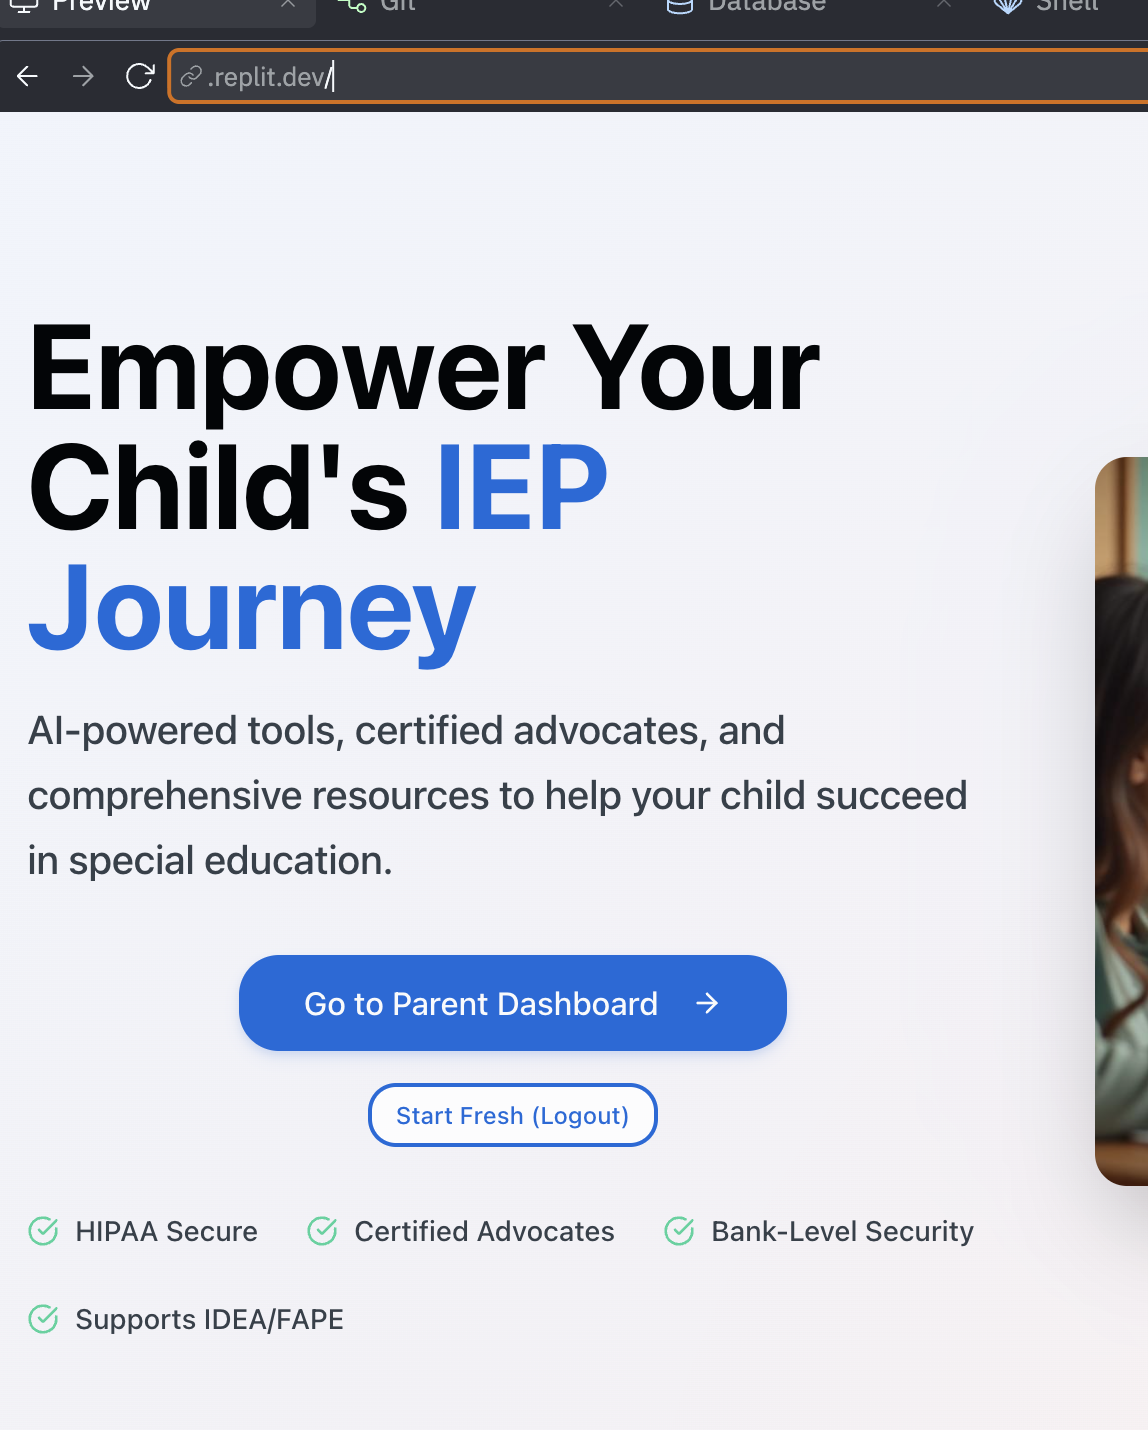 Preview
Git
Database
Shell
.replit.dev/
Empower Your
Child's IEP
Journey
AI-powered tools, certified advocates, and
comprehensive resources to help your child succeed
in special education.
Go to Parent Dashboard
Start Fresh (Logout)
HIPAA Secure
Certified Advocates
Bank-Level Security
Supports IDEA/FAPE